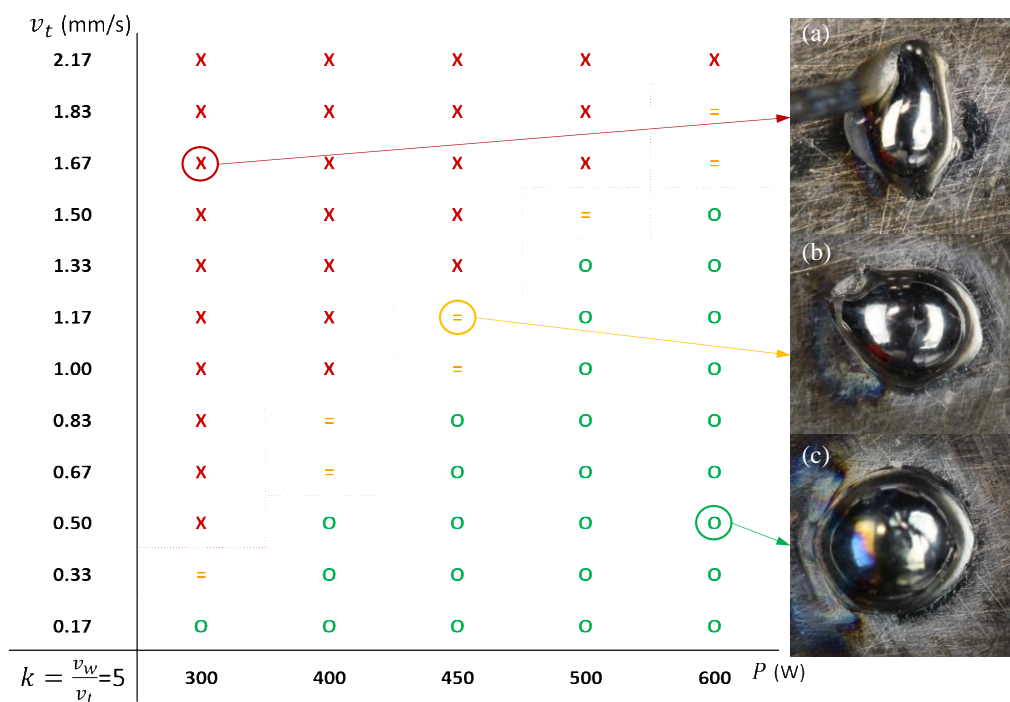 v_t (mm/s)
2.17 X X X X X
1.83 X X X X =
1.67 X X X X =
1.50 X X X = O
1.33 X X X O O
1.17 X X = O O
1.00 X X = O O
0.83 X = O O O
0.67 X = O O O
0.50 X O O O O
0.33 = O O O O
0.17 O O O O O
k = v_w/v_t =5 300 400 450 500 600 P (W)
(a)
(b)
(c)